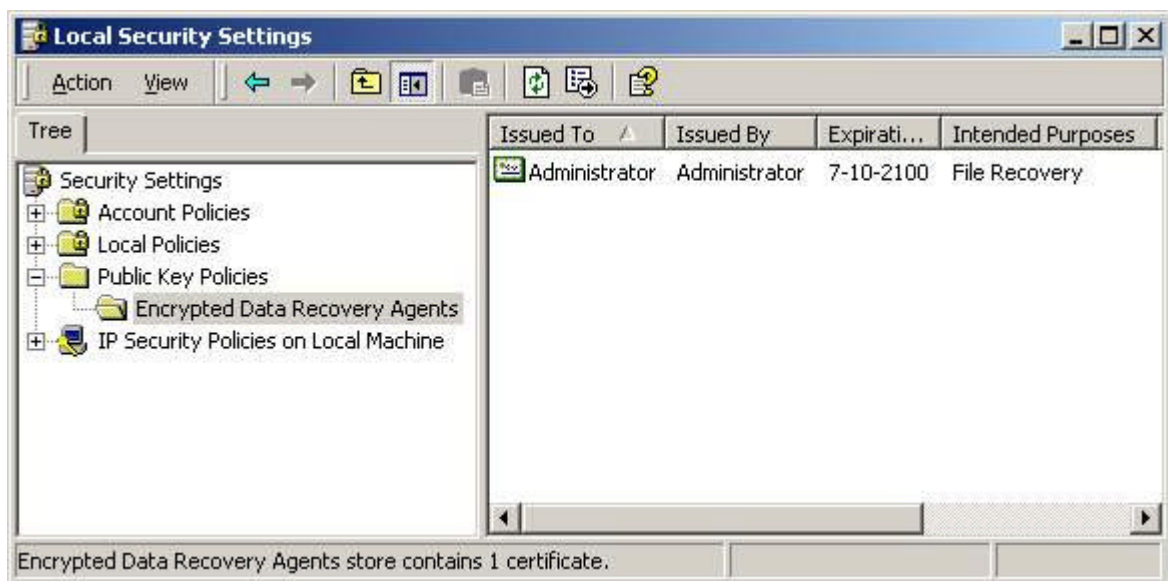 Local Security Settings
Action View
Tree
Security Settings
Account Policies
Local Policies
Public Key Policies
Encrypted Data Recovery Agents
IP Security Policies on Local Machine
Issued To Issued By Expirati... Intended Purposes
Administrator Administrator 7-10-2100 File Recovery
Encrypted Data Recovery Agents store contains 1 certificate.